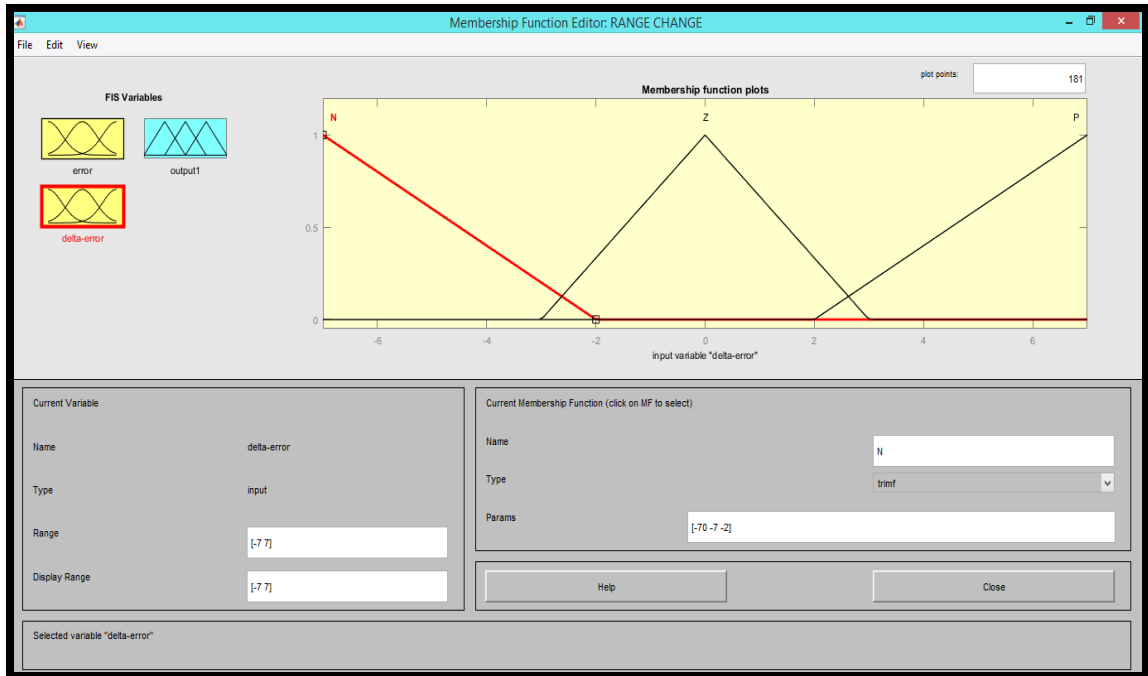 Membership Function Editor: RANGE CHANGE
File Edit View
FIS Variables
error
output1
delta-error
plot points:
181
Membership function plots
N
Z
P
1
0.5
0
-6 -4 -2 0 2 4 6
input variable "delta-error"
Current Variable
Name delta-error
Type input
Range [-7 7]
Display Range [-7 7]
Current Membership Function (click on MF to select)
Name N
Type trimf
Params [-70 -7 -2]
Help Close
Selected variable "delta-error"